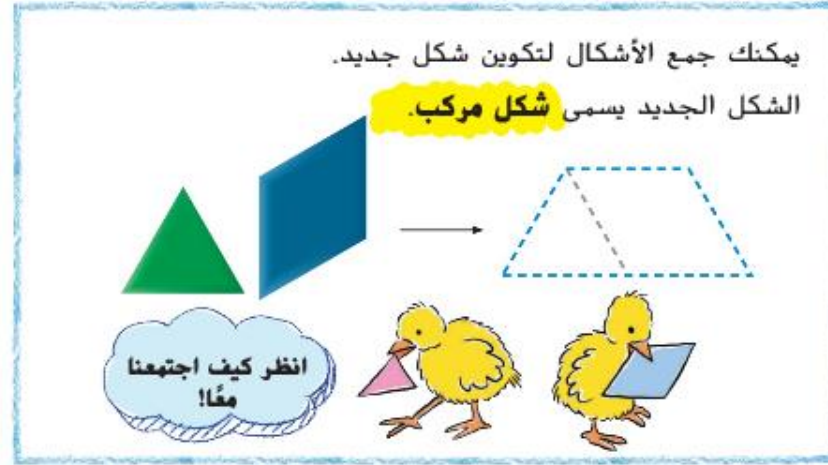 يمكنك جمع الأشكال لتكوين شكل جديد.
الشكل الجديد يسمى شكل مركب.
انظر كيف اجتمعنا
معًا!